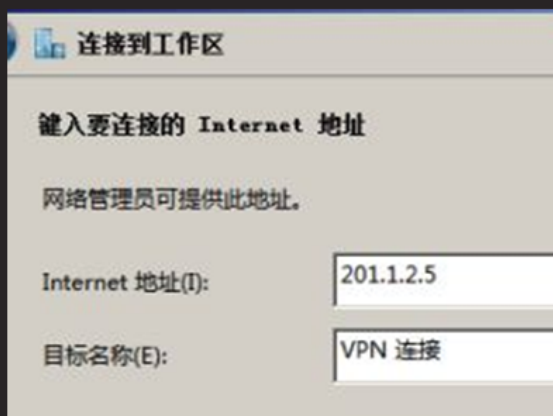 连接到工作区
键入要连接的 Internet 地址
网络管理员可提供此地址。
Internet 地址(I): 201.1.2.5
目标名称(E): VPN 连接